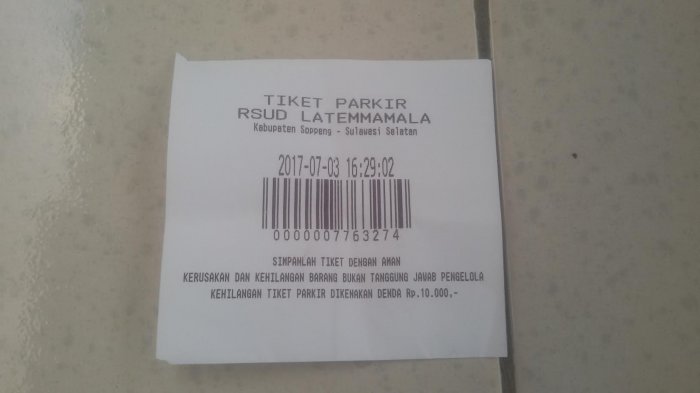 TIKET PARKIR
RSUD LATEMMAMALA
Kabupaten Soppeng - Sulawesi Selatan
2017-07-03 16:29:02
0000007763274
SIMPANLAH TIKET DENGAN AMAN
KERUSAKAN DAN KEHILANGAN BARANG BUKAN TANGGUNG JAWAB PENGELOLA
KEHILANGAN TIKET PARKIR DIKENAKAN DENDA Rp.10.000,-